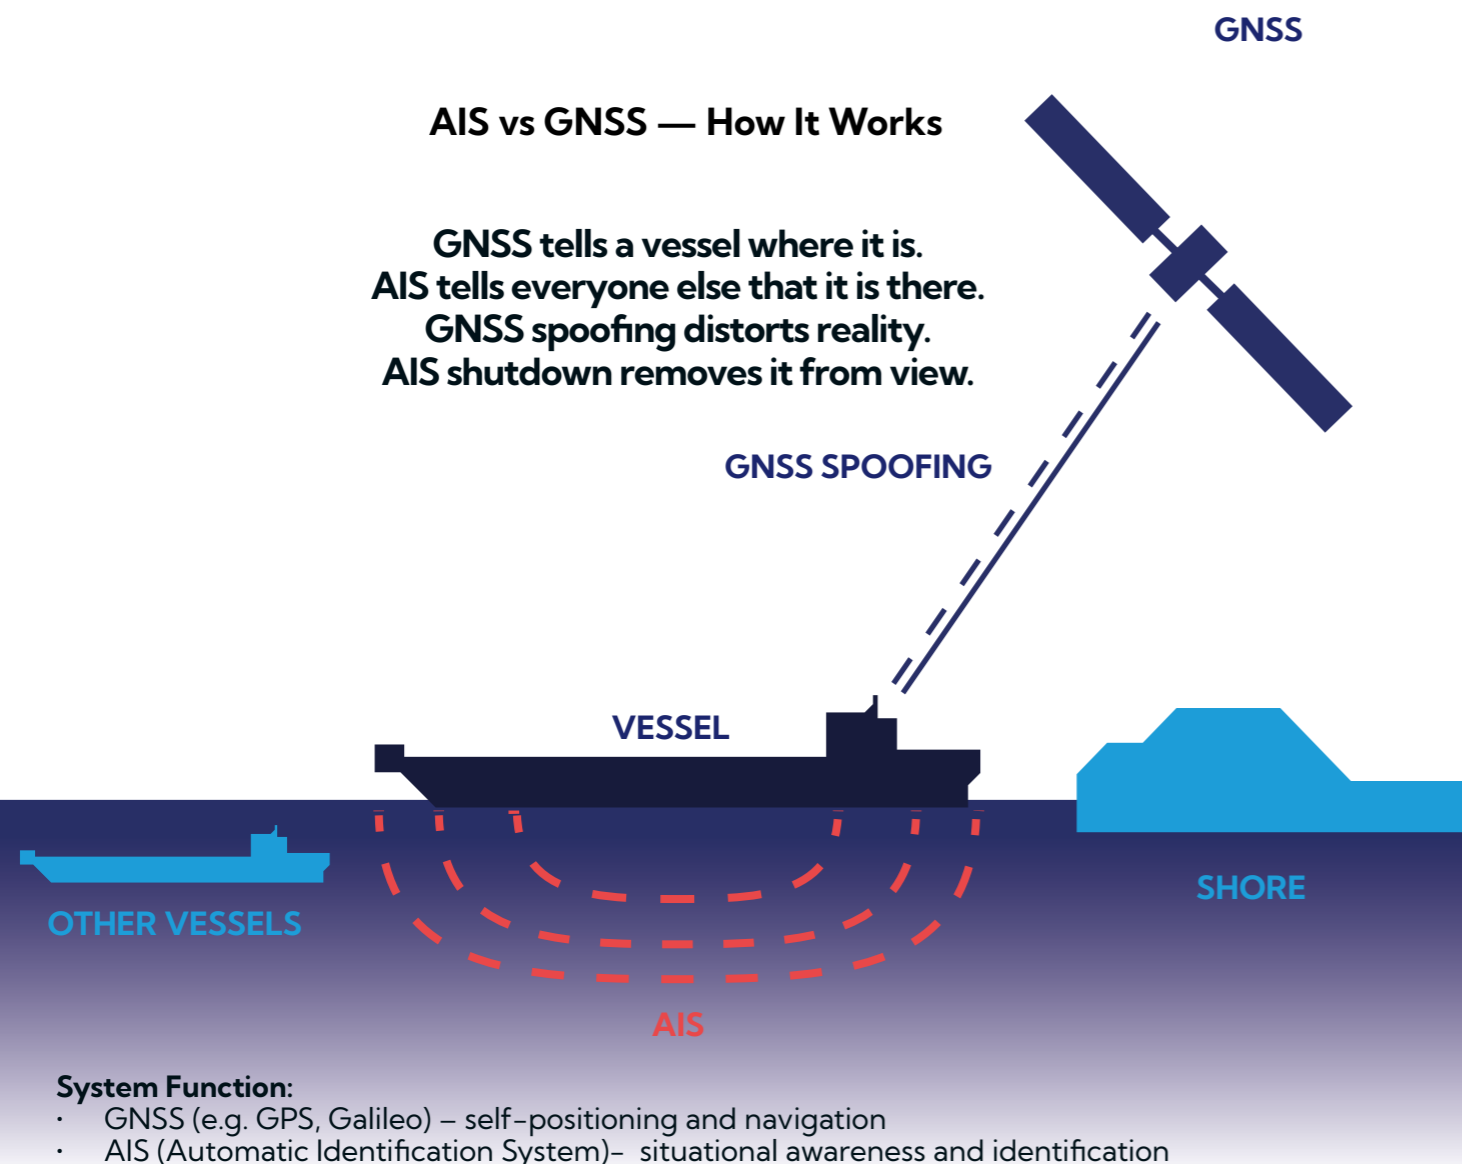 GNSS
AIS vs GNSS — How It Works
GNSS tells a vessel where it is.
AIS tells everyone else that it is there.
GNSS spoofing distorts reality.
AIS shutdown removes it from view.
GNSS SPOOFING
VESSEL
SHORE
OTHER VESSELS
AIS
System Function:
· GNSS (e.g. GPS, Galileo) – self-positioning and navigation
· AIS (Automatic Identification System)– situational awareness and identification